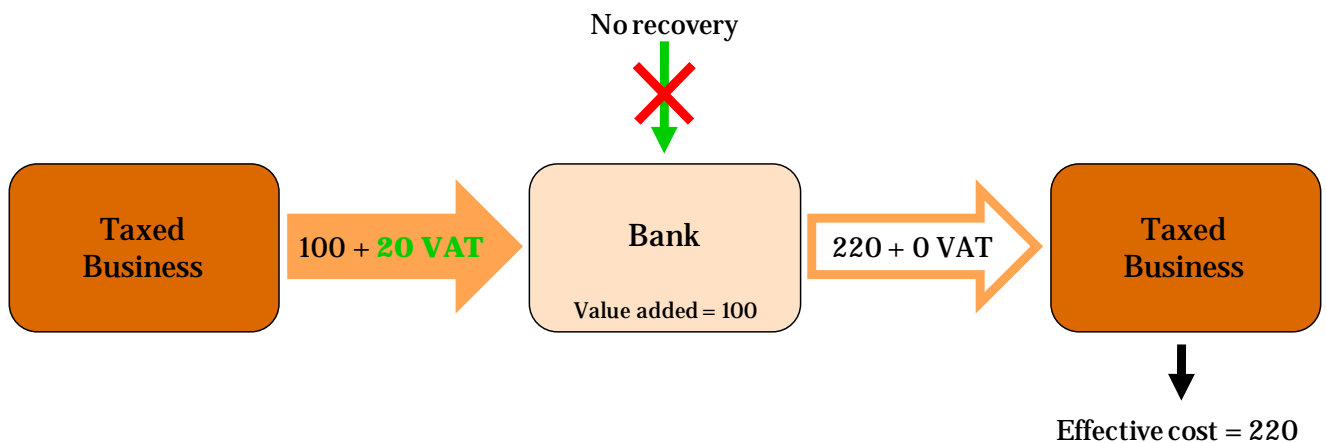 No recovery
Taxed
Business
100 + 20 VAT
Bank
Value added = 100
220 + 0 VAT
Taxed
Business
Effective cost = 220